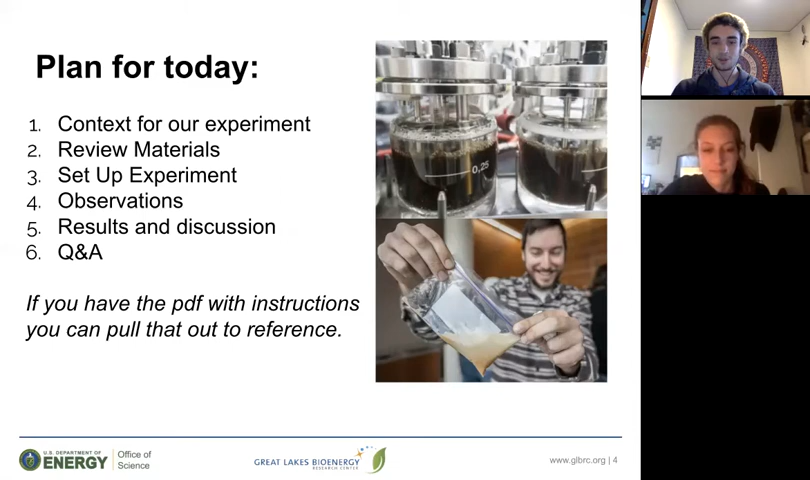 Plan for today:
1. Context for our experiment
2. Review Materials
3. Set Up Experiment
4. Observations
5. Results and discussion
6. Q&A
If you have the pdf with instructions
you can pull that out to reference.
0,25
U.S. DEPARTMENT OF
ENERGY
Office of
Science
GREAT LAKES BIOENERGY
RESEARCH CENTER
www.glbrc.org | 4